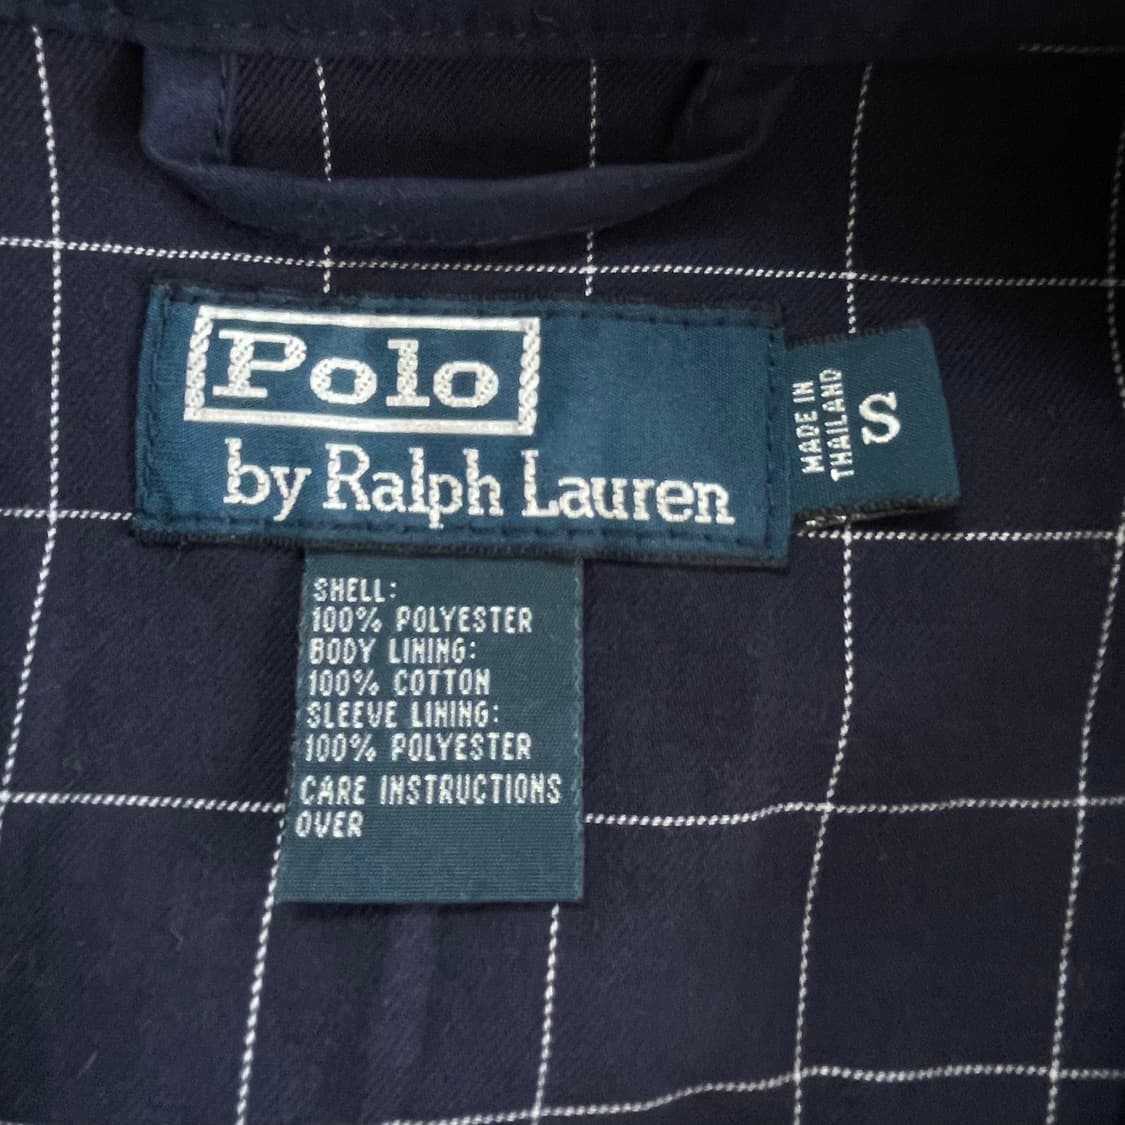 Polo
by Ralph Lauren
MADE IN
THAILAND
S
SHELL:
100% POLYESTER
BODY LINING:
100% COTTON
SLEEVE LINING:
100% POLYESTER
CARE INSTRUCTIONS
OVER